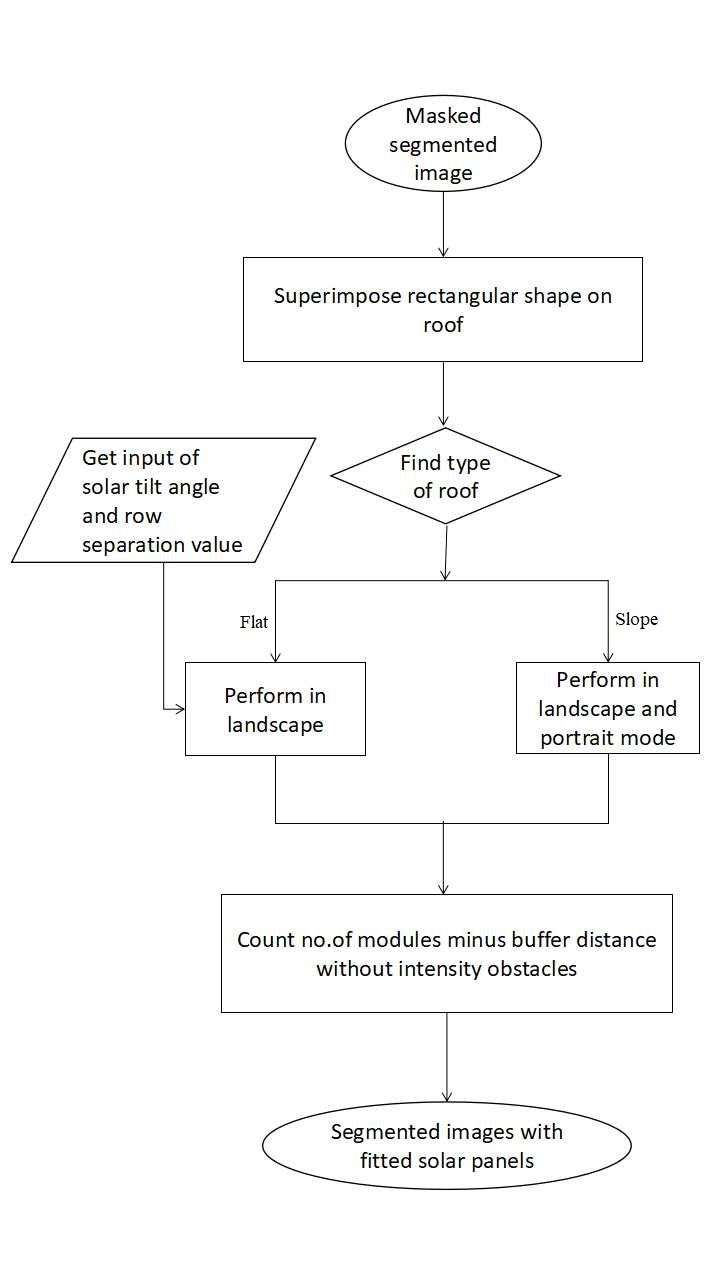 Masked
segmented
image
Superimpose rectangular shape on
roof
Get input of
solar tilt angle
and row
separation value
Find type
of roof
Flat
Slope
Perform in
landscape
Perform in
landscape and
portrait mode
Count no.of modules minus buffer distance
without intensity obstacles
Segmented images with
fitted solar panels